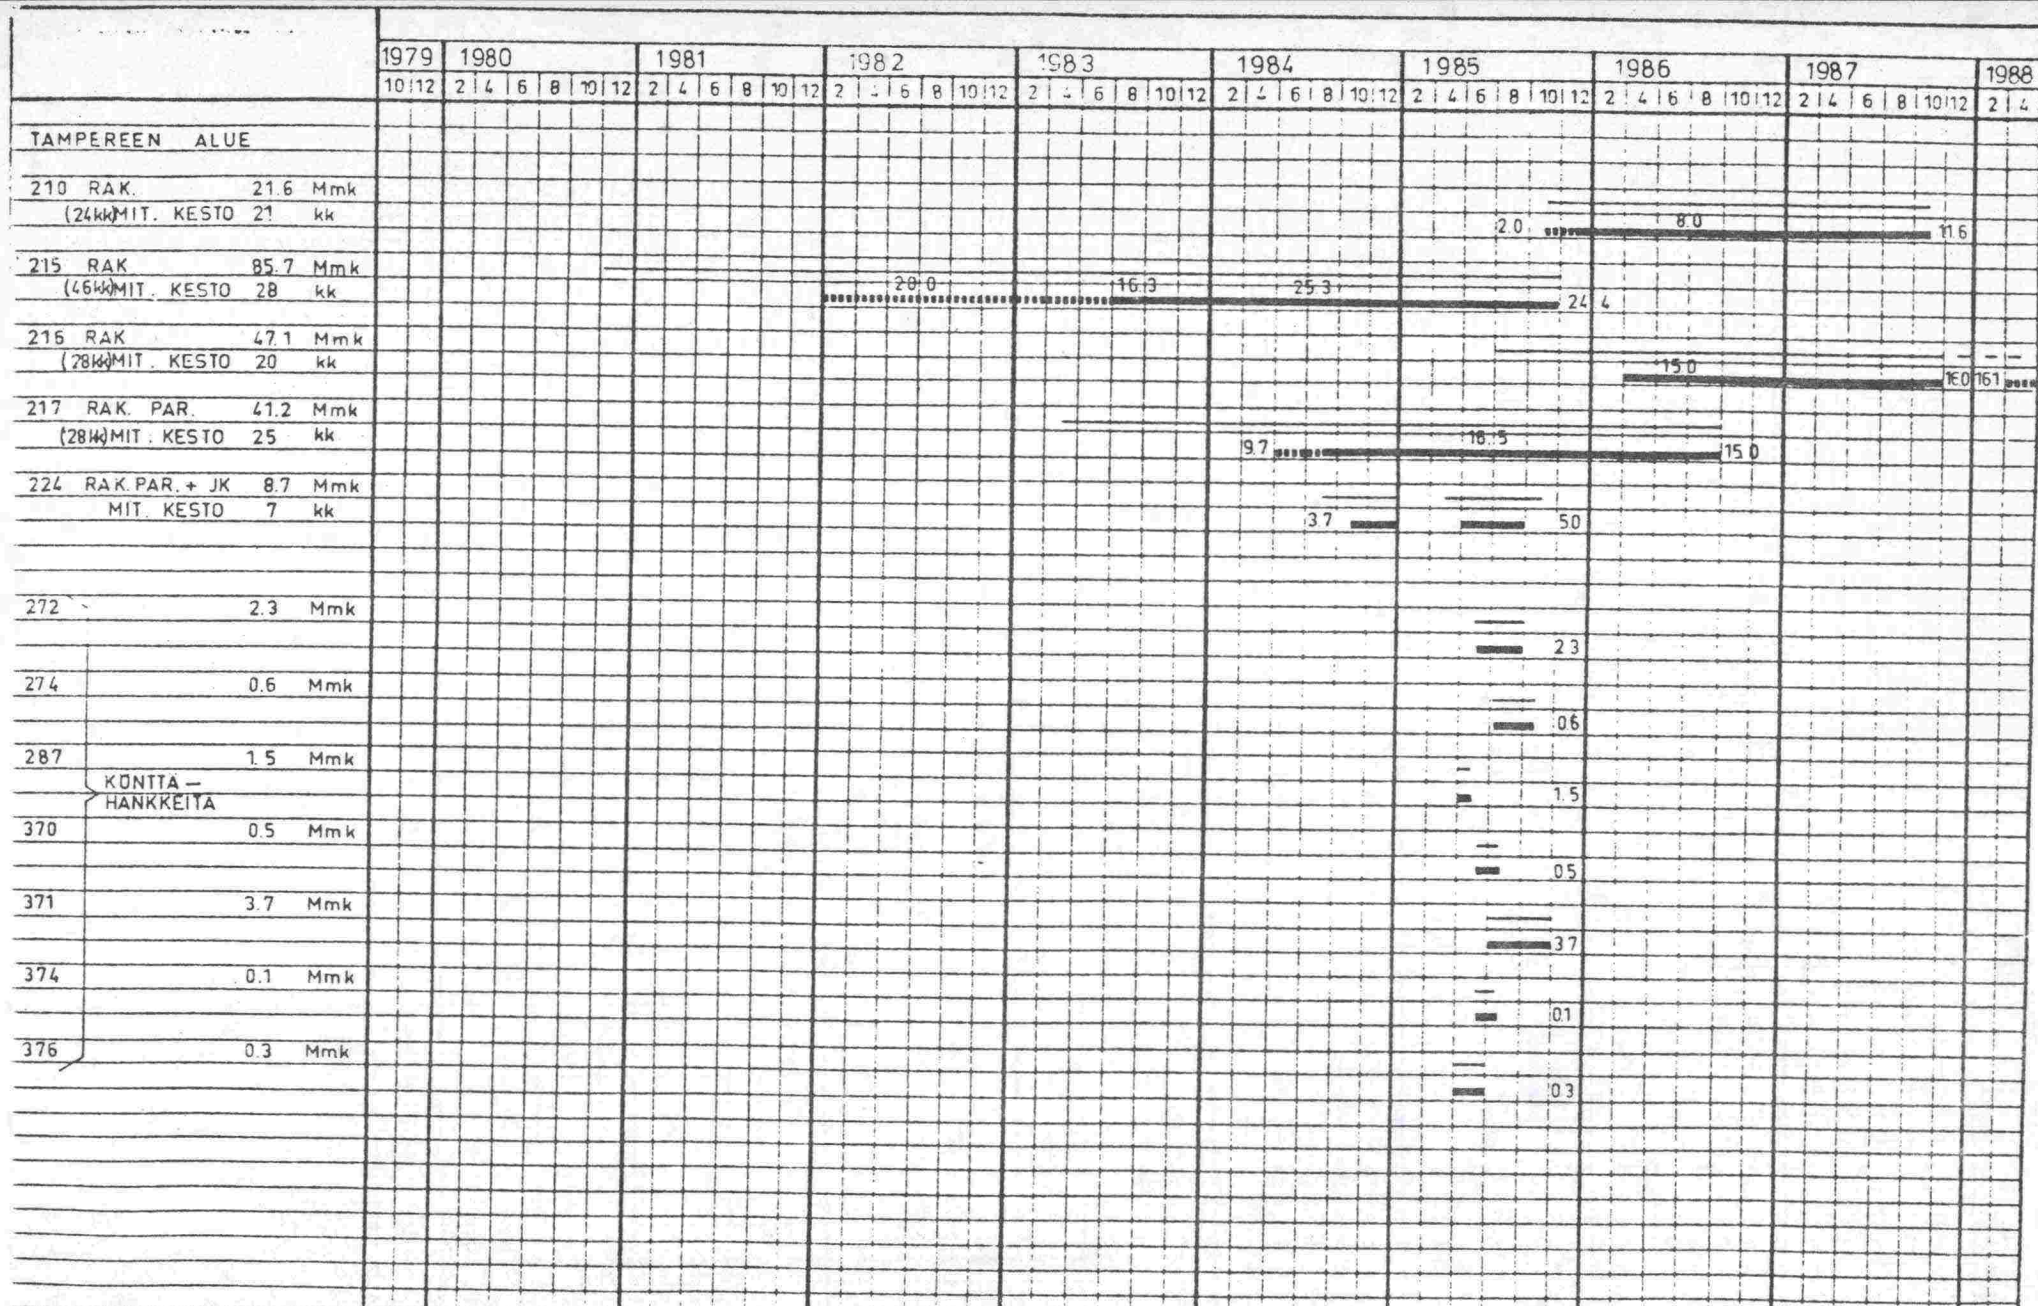 1979 1980 1981 1982 1983 1984 1985 1986 1987 1988
10 12 2 4 6 8 10 12 2 4 6 8 10 12 2 4 6 8 10 12 2 4 6 8 10 12 2 4 6 8 10 12 2 4 6 8 10 12 2 4 6 8 10 12 2 4 6 8 10 12 2 4
TAMPEREEN ALUE
210 RAK. 21.6 Mmk
(24kk)MIT. KESTO 21 kk
2.0 8.0 11.6
215 RAK 85.7 Mmk
(46kk)MIT. KESTO 28 kk 20.0 16.3 25.3
24.4
216 RAK 47.1 Mmk
(28kk)MIT. KESTO 20 kk 15.0
16.0 16.1
217 RAK. PAR. 41.2 Mmk
(28kk)MIT. KESTO 25 kk
9.7 16.5 15.0
224 RAK.PAR.+ JK 8.7 Mmk
MIT. KESTO 7 kk
3.7 5.0
272 2.3 Mmk
2.3
274 0.6 Mmk
0.6
287 1.5 Mmk
KÖNTTÄ-
HANKKEITA
1.5
370 0.5 Mmk
0.5
371 3.7 Mmk
3.7
374 0.1 Mmk
0.1
376 0.3 Mmk
0.3